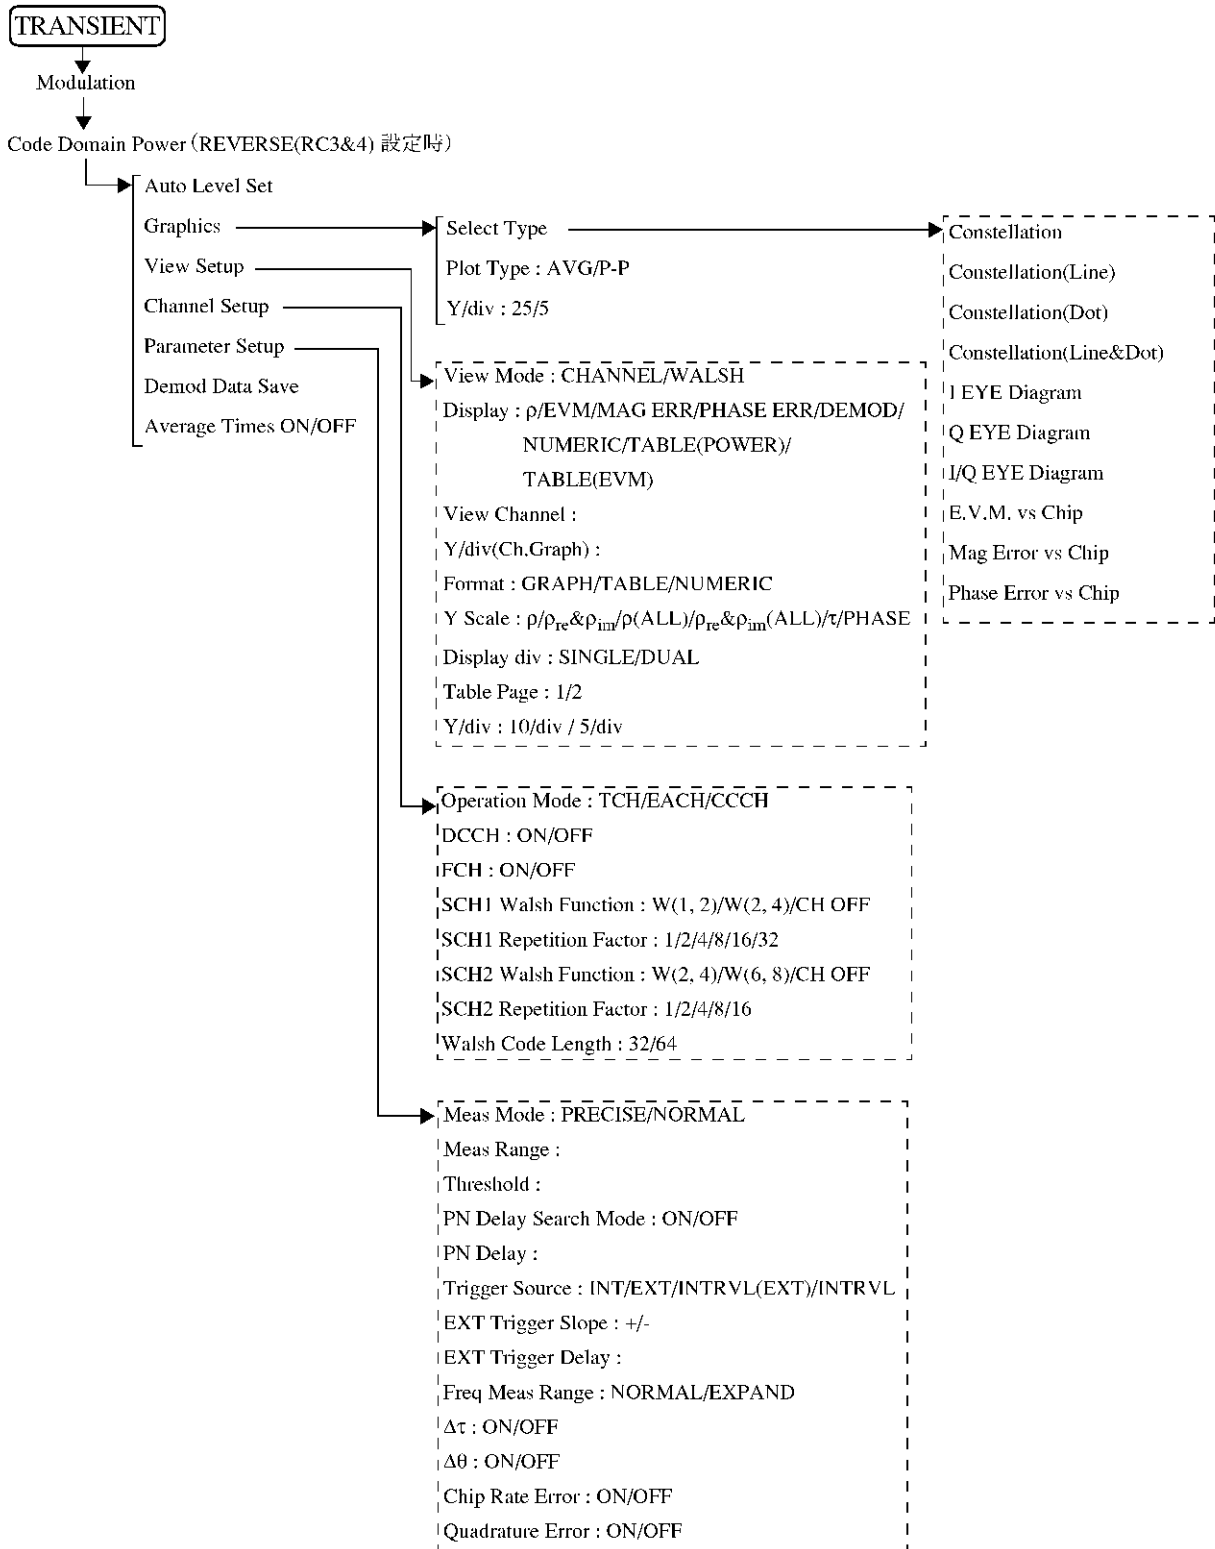 TRANSIENT
Modulation
Code Domain Power (REVERSE(RC3&4) 設定時)
Auto Level Set
Graphics
View Setup
Channel Setup
Parameter Setup
Demod Data Save
Average Times ON/OFF
Select Type
Plot Type : AVG/P-P
Y/div : 25/5
Constellation
Constellation(Line)
Constellation(Dot)
Constellation(Line&Dot)
I EYE Diagram
Q EYE Diagram
I/Q EYE Diagram
E.V.M. vs Chip
Mag Error vs Chip
Phase Error vs Chip
View Mode : CHANNEL/WALSH
Display : ρ/EVM/MAG ERR/PHASE ERR/DEMOD/
NUMERIC/TABLE(POWER)/
TABLE(EVM)
View Channel :
Y/div(Ch.Graph) :
Format : GRAPH/TABLE/NUMERIC
Y Scale : ρ/ρre&ρim/ρ(ALL)/ρre&ρim(ALL)/τ/PHASE
Display div : SINGLE/DUAL
Table Page : 1/2
Y/div : 10/div / 5/div
Operation Mode : TCH/EACH/CCCH
DCCH : ON/OFF
FCH : ON/OFF
SCH1 Walsh Function : W(1, 2)/W(2, 4)/CH OFF
SCH1 Repetition Factor : 1/2/4/8/16/32
SCH2 Walsh Function : W(2, 4)/W(6, 8)/CH OFF
SCH2 Repetition Factor : 1/2/4/8/16
Walsh Code Length : 32/64
Meas Mode : PRECISE/NORMAL
Meas Range :
Threshold :
PN Delay Search Mode : ON/OFF
PN Delay :
Trigger Source : INT/EXT/INTRVL(EXT)/INTRVL
EXT Trigger Slope : +/-
EXT Trigger Delay :
Freq Meas Range : NORMAL/EXPAND
Δτ : ON/OFF
Δθ : ON/OFF
Chip Rate Error : ON/OFF
Quadrature Error : ON/OFF